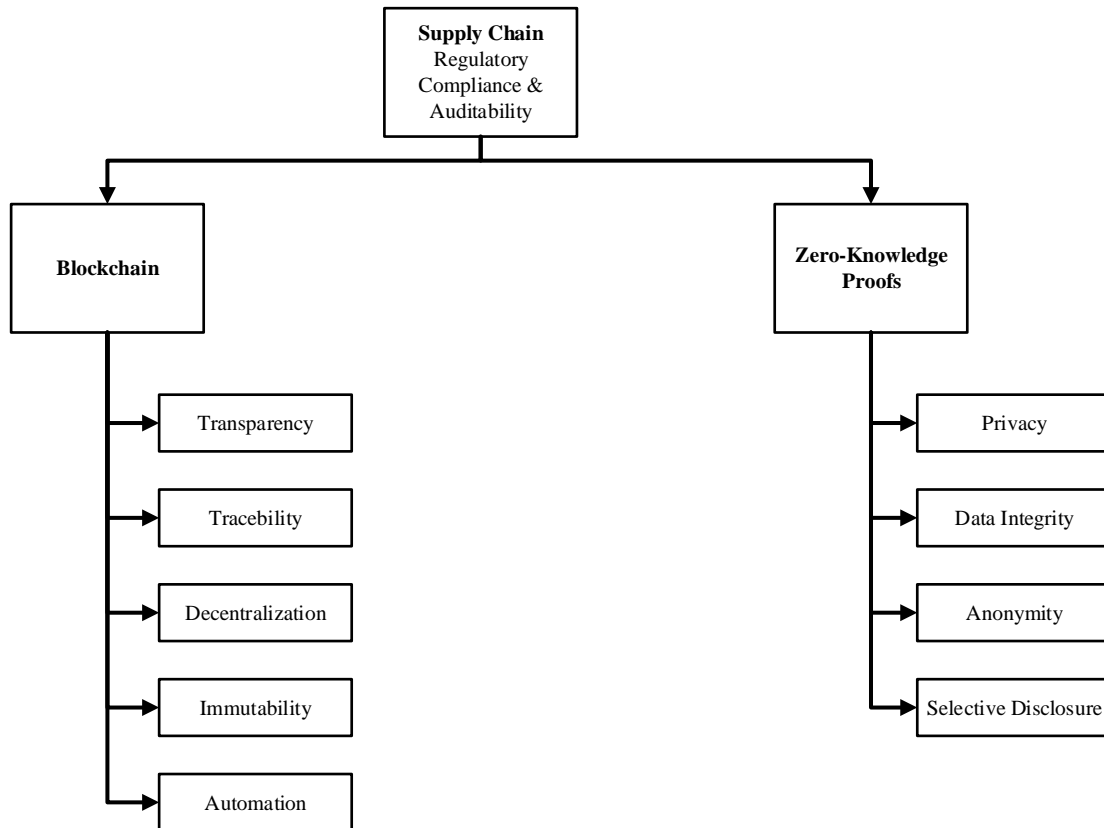 Supply Chain
Regulatory
Compliance &
Auditability
Blockchain
Zero-Knowledge
Proofs
Transparency
Tracebility
Decentralization
Immutability
Automation
Privacy
Data Integrity
Anonymity
Selective Disclosure